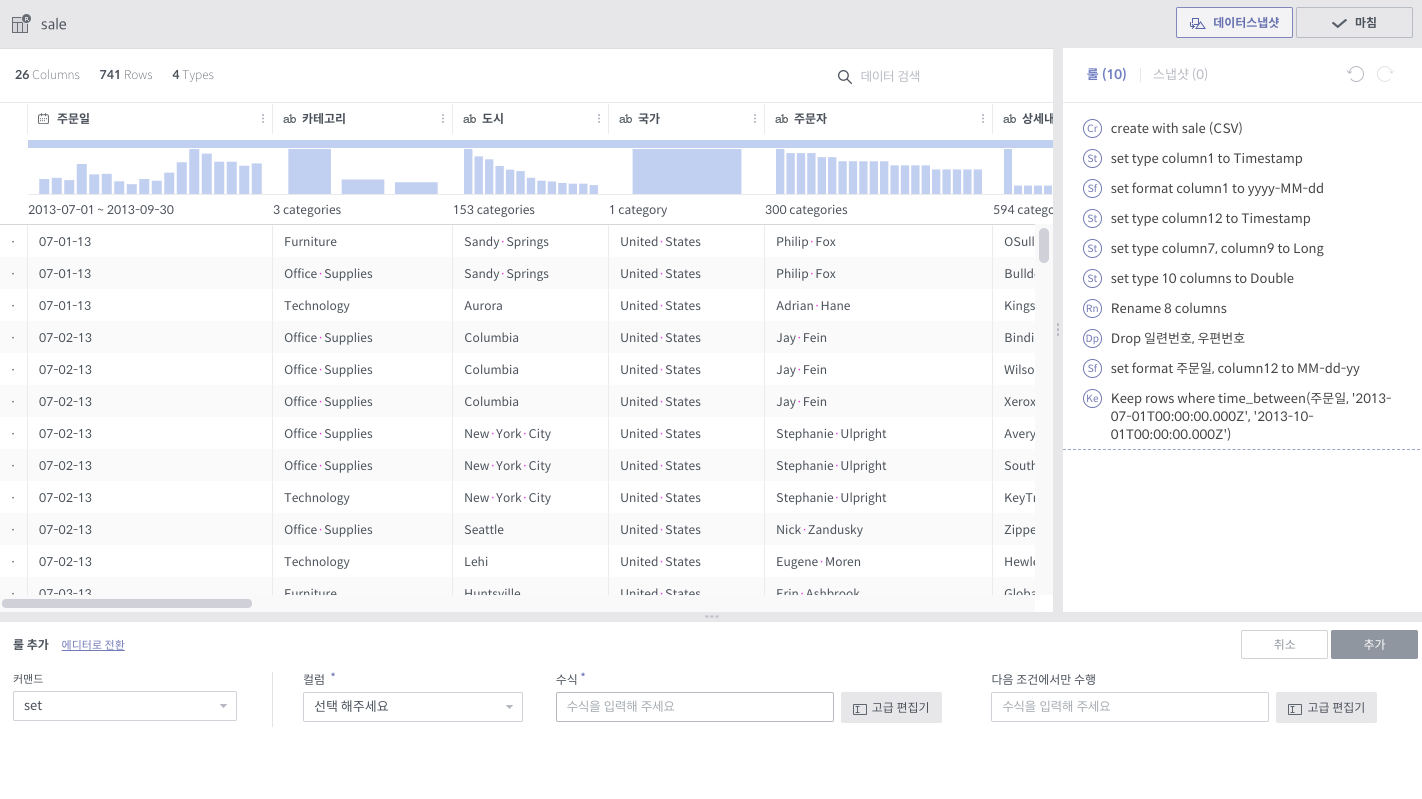 sale
데이터스냅샷
마침
26 Columns 741 Rows 4 Types
데이터 검색
룰 (10)
스냅샷 (0)
주문일
ab 카테고리
ab 도시
ab 국가
ab 주문자
ab 상세내
2013-07-01 ~ 2013-09-30
3 categories
153 categories
1 category
300 categories
594 catego
07-01-13 Furniture Sandy·Springs United·States Philip·Fox OSull
07-01-13 Office·Supplies Sandy·Springs United·States Philip·Fox Bulld
07-01-13 Technology Aurora United·States Adrian·Hane Kings
07-02-13 Office·Supplies Columbia United·States Jay·Fein Bindi
07-02-13 Office·Supplies Columbia United·States Jay·Fein Wilso
07-02-13 Office·Supplies Columbia United·States Jay·Fein Xerox
07-02-13 Office·Supplies New·York·City United·States Stephanie·Ulpright Avery
07-02-13 Office·Supplies New·York·City United·States Stephanie·Ulpright South
07-02-13 Technology New·York·City United·States Stephanie·Ulpright KeyTr
07-02-13 Office·Supplies Seattle United·States Nick·Zandusky Zippe
07-02-13 Technology Lehi United·States Eugene·Moren Hewle
07-03-13 Furniture Huntsville United·States Erin·Ashbrook Globa
Cr create with sale (CSV)
St set type column1 to Timestamp
Sf set format column1 to yyyy-MM-dd
St set type column12 to Timestamp
St set type column7, column9 to Long
St set type 10 columns to Double
Rn Rename 8 columns
Dp Drop 일련번호, 우편번호
Sf set format 주문일, column12 to MM-dd-yy
Ke Keep rows where time_between(주문일, '2013-
07-01T00:00:00.000Z', '2013-10-
01T00:00:00.000Z')
룰 추가 에디터로 전환
취소
추가
커맨드
컬럼 *
수식 *
다음 조건에서만 수행
set
선택 해주세요
수식을 입력해 주세요
고급 편집기
수식을 입력해 주세요
고급 편집기